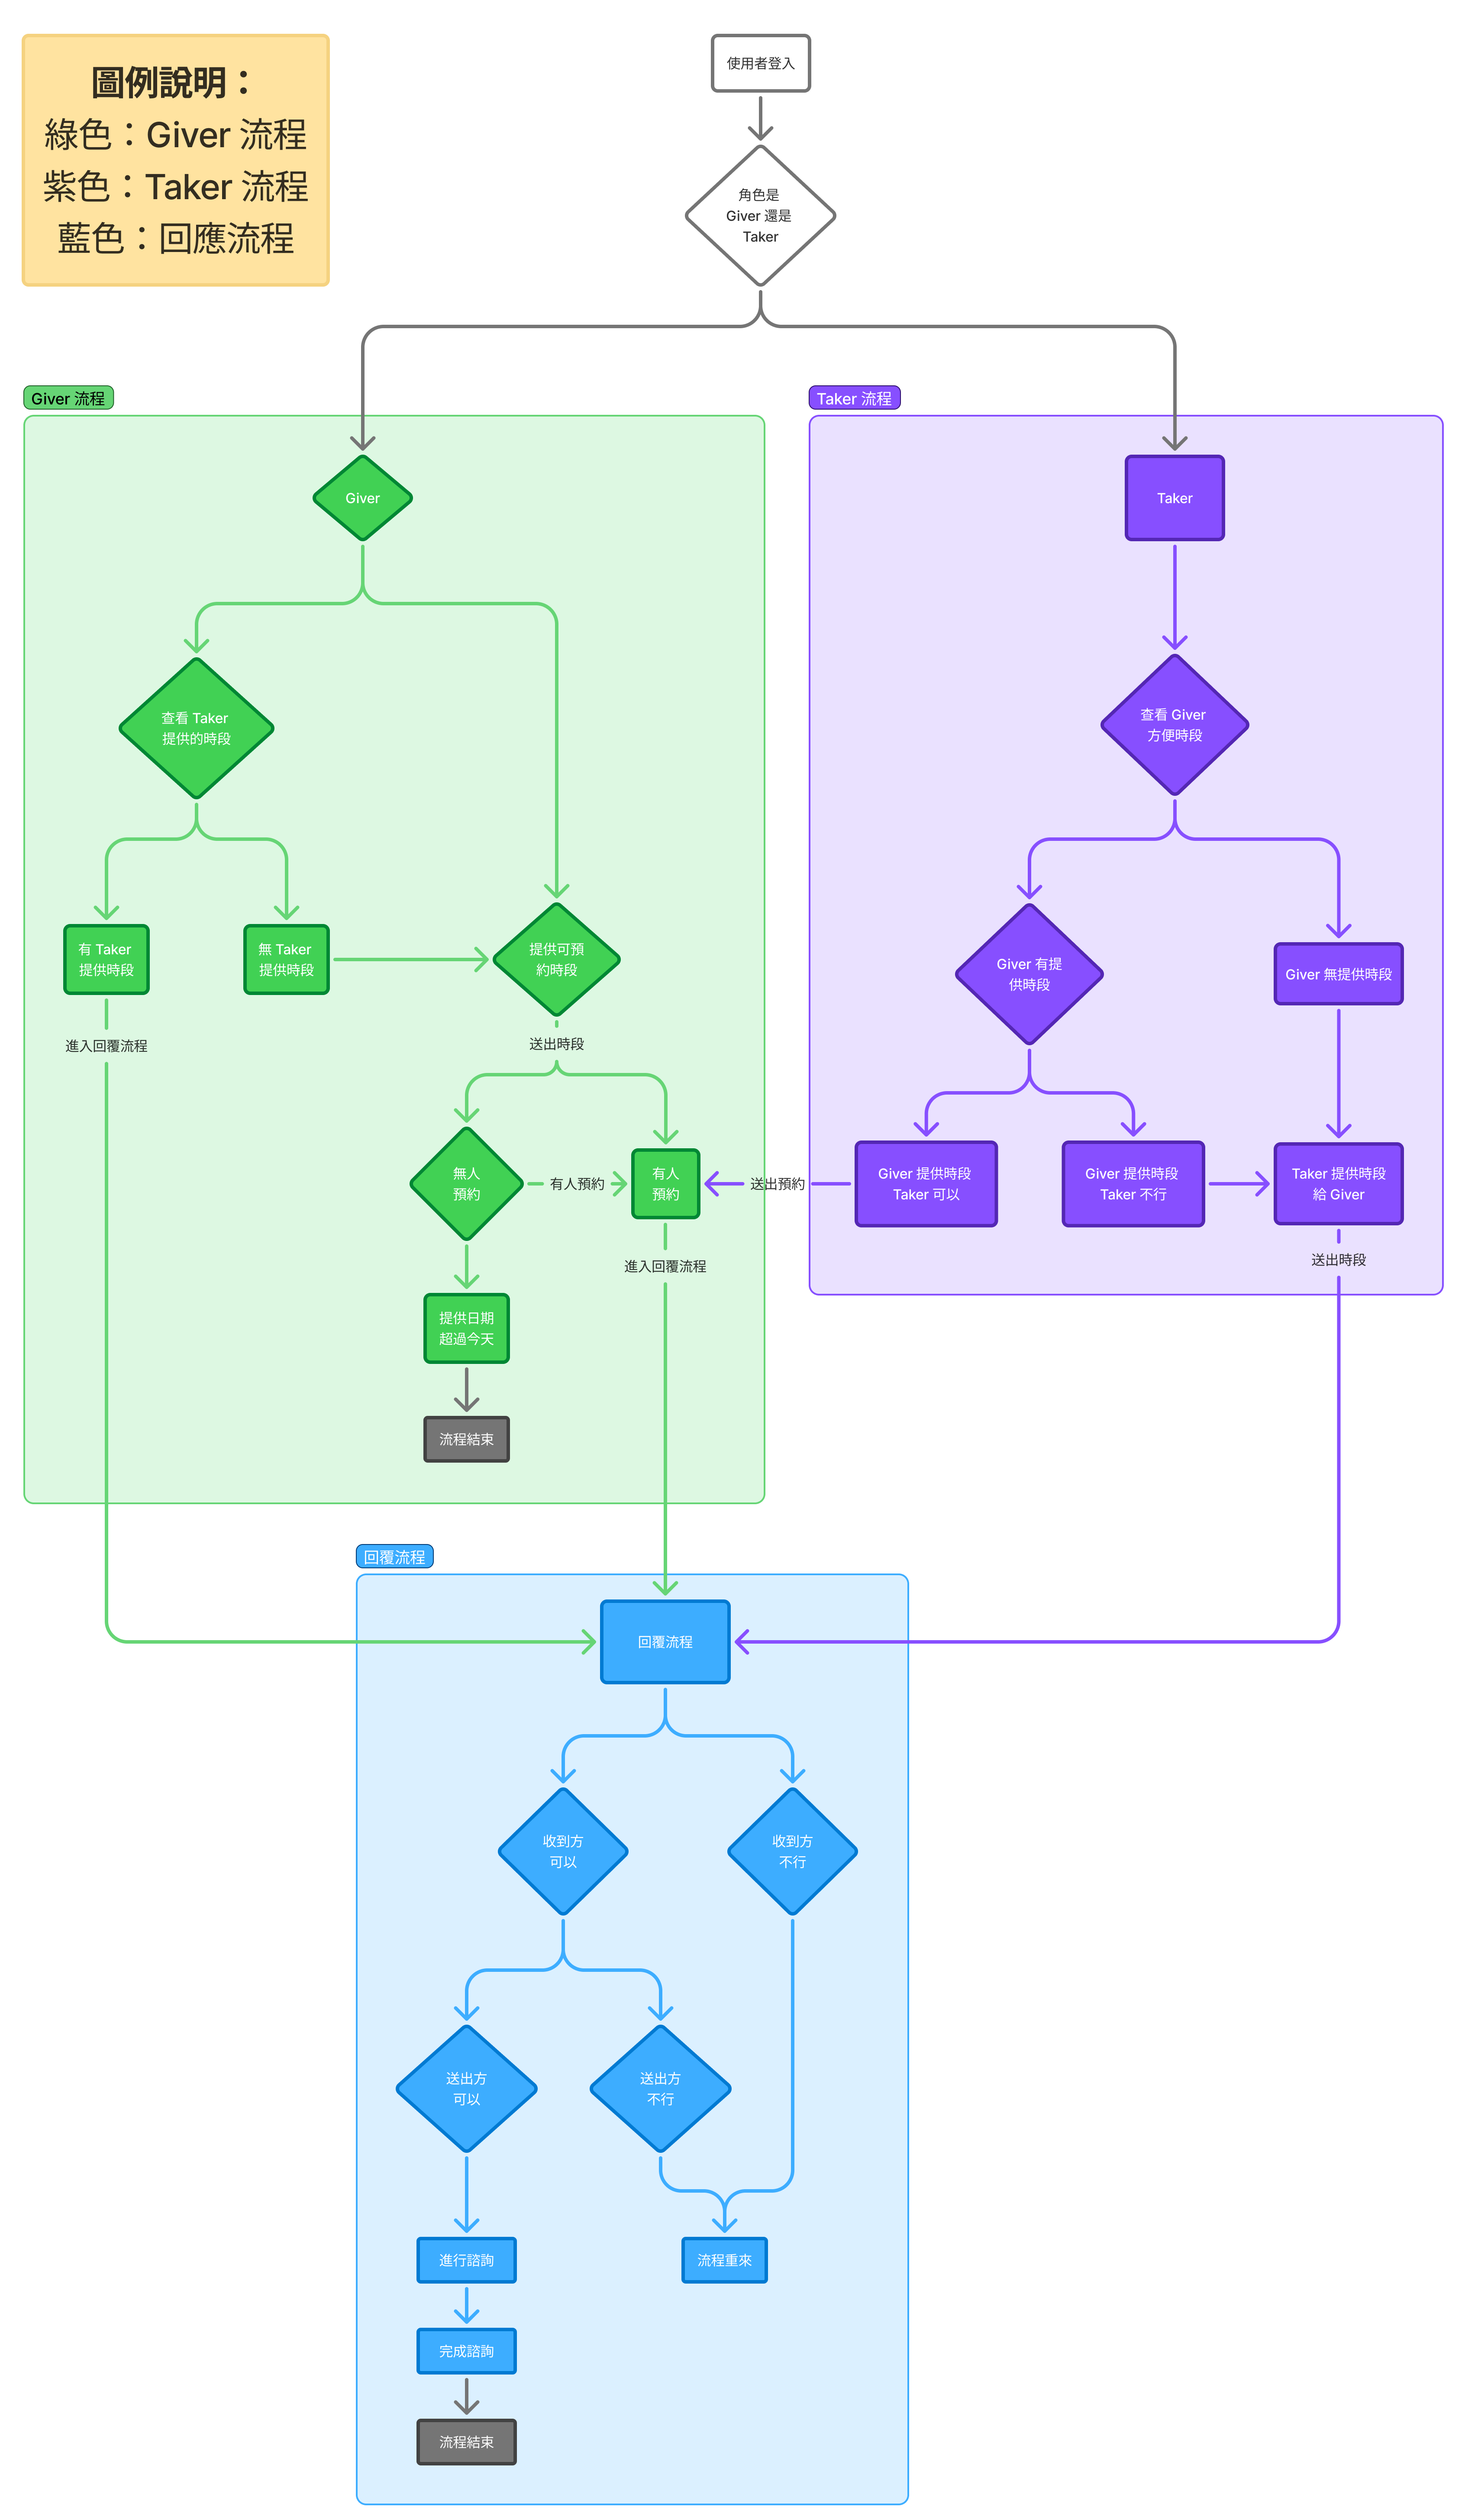 圖例說明：
綠色：Giver 流程
紫色：Taker 流程
藍色：回應流程
使用者登入
角色是
Giver 還是
Taker
Giver 流程
Giver
查看 Taker
提供的時段
有 Taker
提供時段
無 Taker
提供時段
提供可預
約時段
進入回覆流程
送出時段
無人
預約
有人預約
有人
預約
送出預約
進入回覆流程
提供日期
超過今天
流程結束
Taker 流程
Taker
查看 Giver
方便時段
Giver 有提
供時段
Giver 無提供時段
Giver 提供時段
Taker 可以
Giver 提供時段
Taker 不行
Taker 提供時段
給 Giver
送出時段
回覆流程
回覆流程
收到方
可以
收到方
不行
送出方
可以
送出方
不行
進行諮詢
流程重來
完成諮詢
流程結束